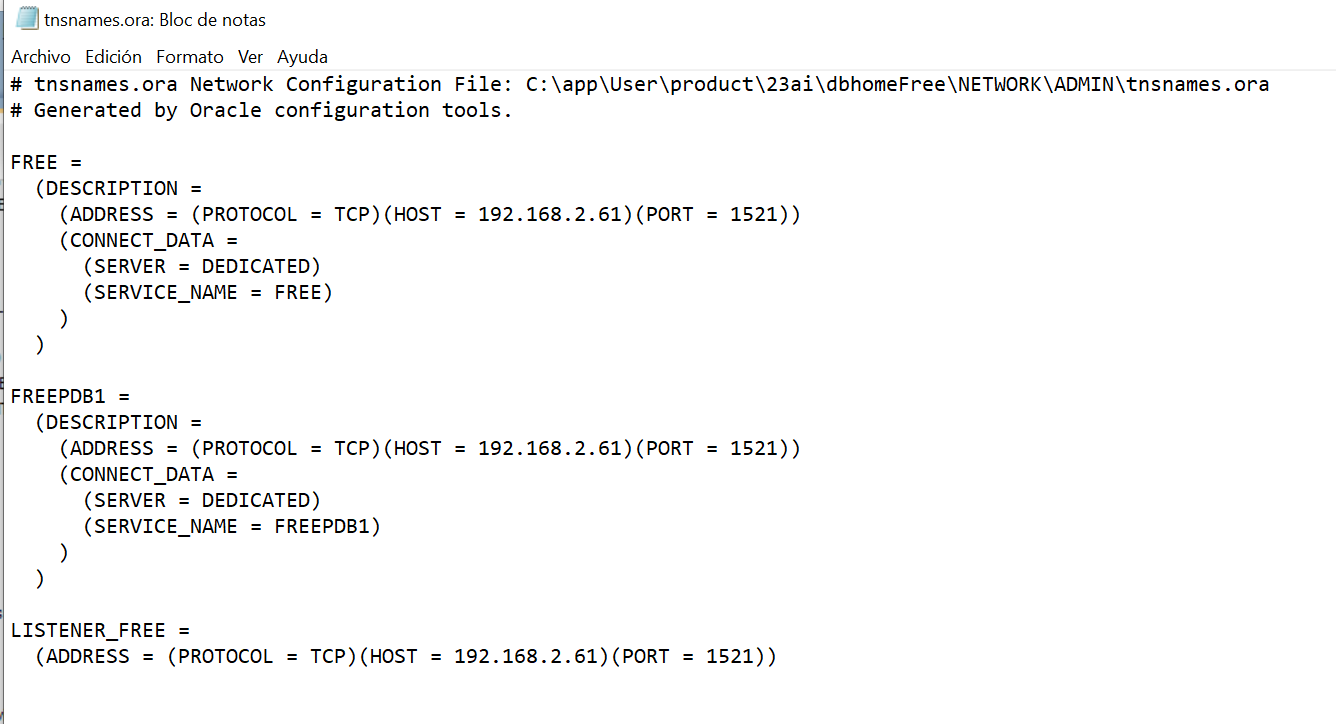 tnsnames.ora: Bloc de notas
Archivo Edición Formato Ver Ayuda
# tnsnames.ora Network Configuration File: C:\app\User\product\23ai\dbhomeFree\NETWORK\ADMIN\tnsnames.ora
# Generated by Oracle configuration tools.

FREE =
  (DESCRIPTION =
    (ADDRESS = (PROTOCOL = TCP)(HOST = 192.168.2.61)(PORT = 1521))
    (CONNECT_DATA =
      (SERVER = DEDICATED)
      (SERVICE_NAME = FREE)
    )
  )

FREEPDB1 =
  (DESCRIPTION =
    (ADDRESS = (PROTOCOL = TCP)(HOST = 192.168.2.61)(PORT = 1521))
    (CONNECT_DATA =
      (SERVER = DEDICATED)
      (SERVICE_NAME = FREEPDB1)
    )
  )

LISTENER_FREE =
  (ADDRESS = (PROTOCOL = TCP)(HOST = 192.168.2.61)(PORT = 1521))